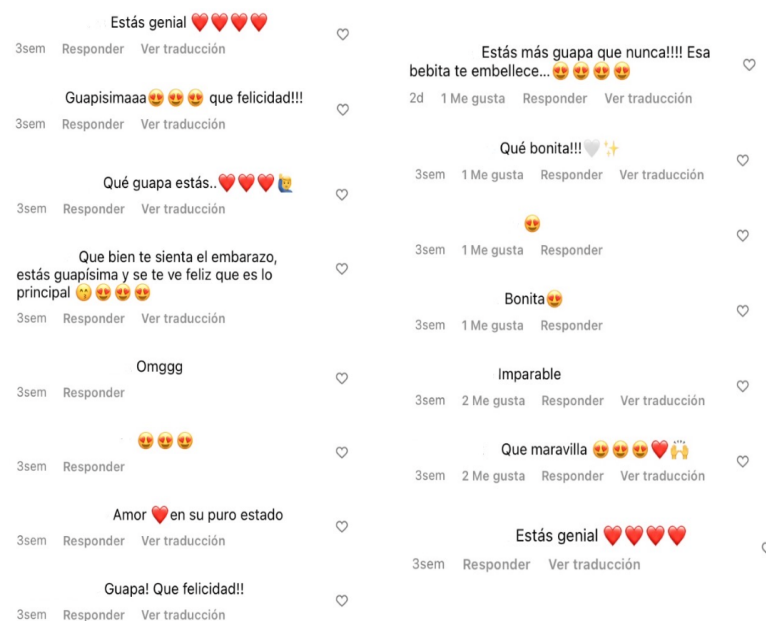 Estás genial ❤️❤️❤️❤️
3sem Responder Ver traducción
Guapisimaaa😍😍😍 que felicidad!!!
3sem Responder Ver traducción
Qué guapa estás..❤️❤️❤️🙋‍♂️
3sem Responder Ver traducción
Que bien te sienta el embarazo,
estás guapísima y se te ve feliz que es lo
principal 😙😍😍😍
3sem Responder Ver traducción
Omggg
3sem Responder
😍😍😍
3sem Responder
Amor ❤️en su puro estado
3sem Responder Ver traducción
Guapa! Que felicidad!!
3sem Responder Ver traducción
Estás más guapa que nunca!!!! Esa
bebita te embellece...😍😍😍😍
2d 1 Me gusta Responder Ver traducción
Qué bonita!!!🤍✨
3sem 1 Me gusta Responder Ver traducción
😍
3sem 1 Me gusta Responder
Bonita😍
3sem 1 Me gusta Responder
Imparable
3sem 2 Me gusta Responder Ver traducción
Que maravilla 😍😍😍❤️🙌
3sem 2 Me gusta Responder Ver traducción
Estás genial ❤️❤️❤️❤️
3sem Responder Ver traducción